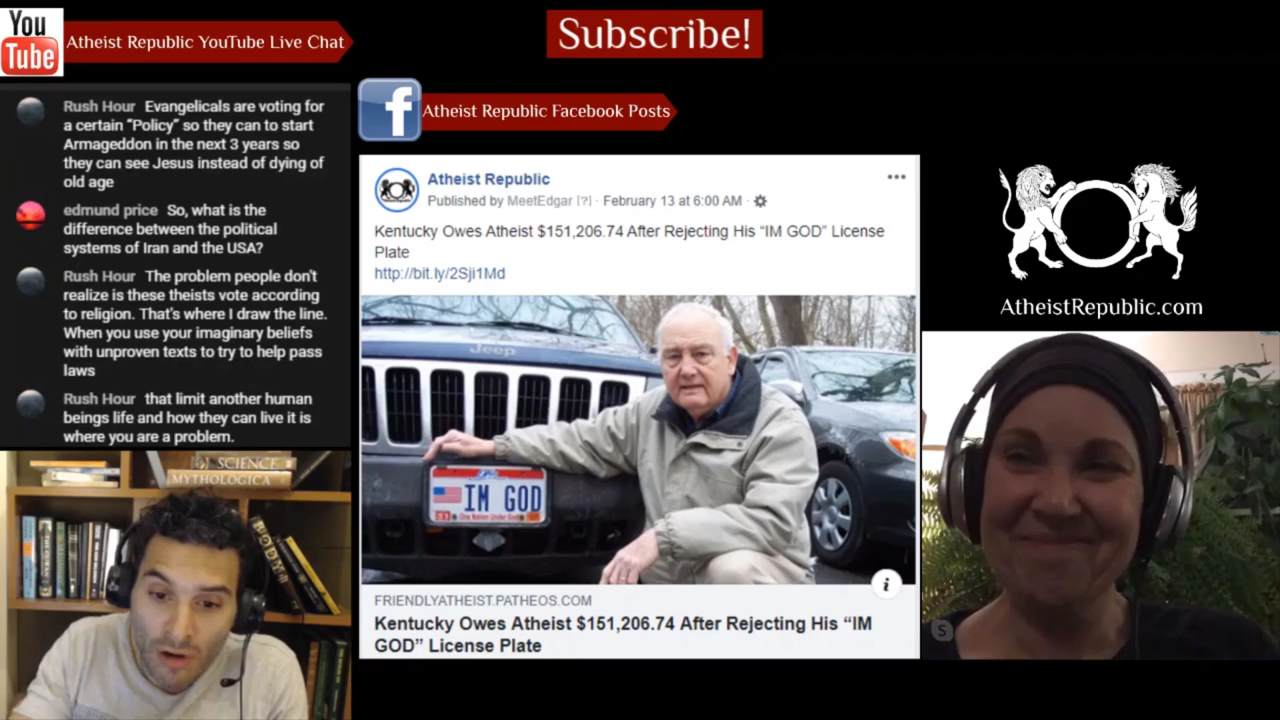 You
Tube
Atheist Republic YouTube Live Chat
Subscribe!
Rush Hour Evangelicals are voting for
a certain “Policy” so they can to start
Armageddon in the next 3 years so
they can see Jesus instead of dying of
old age
edmund price So, what is the
difference between the political
systems of Iran and the USA?
Rush Hour The problem people don't
realize is these theists vote according
to religion. That's where I draw the line.
When you use your imaginary beliefs
with unproven texts to try to help pass
laws
Rush Hour that limit another human
beings life and how they can live it is
where you are a problem.
f
Atheist Republic Facebook Posts
Atheist Republic
Published by MeetEdgar [?] · February 13 at 6:00 AM ·
Kentucky Owes Atheist $151,206.74 After Rejecting His “IM GOD” License
Plate
http://bit.ly/2Sji1Md
Jeep
IM GOD
One Nation Under God
i
FRIENDLYATHEIST.PATHEOS.COM
Kentucky Owes Atheist $151,206.74 After Rejecting His “IM
GOD” License Plate
AtheistRepublic.com
SCIENCE
MYTHOLOGICA
S